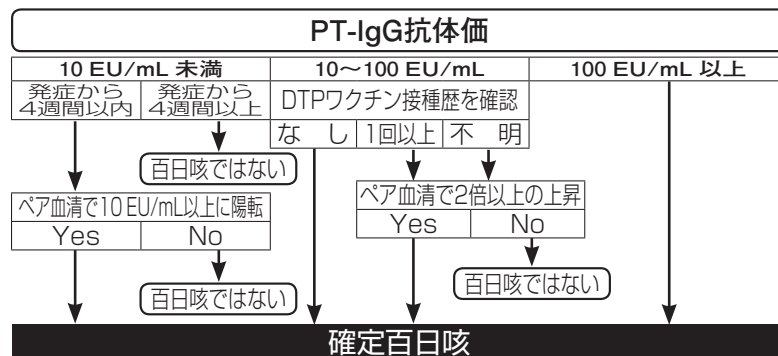 PT-IgG抗体価
10 EU/mL 未満 10〜100 EU/mL 100 EU/mL 以上
発症から4週間以内 発症から4週間以上 DTPワクチン接種歴を確認
なし 1回以上 不明
百日咳ではない
ペア血清で10 EU/mL以上に陽転 ペア血清で2倍以上の上昇
Yes No Yes No
百日咳ではない 百日咳ではない
確定百日咳